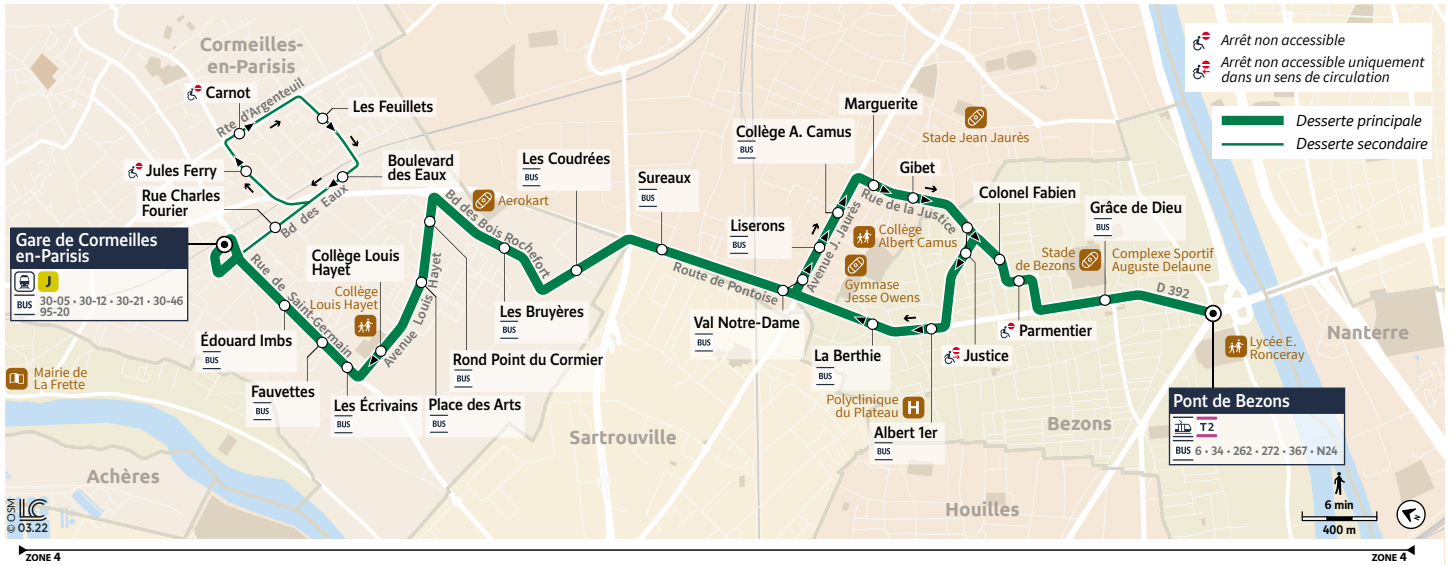 Cormeilles-
en-Parisis
Carnot
Rte d'Argenteuil
Les Feuillets
Jules Ferry
Rue Charles
Fourier
Bd des Eaux
Boulevard
des Eaux
Gare de Cormeilles
en-Parisis
J
BUS 30-05 • 30-12 • 30-21 • 30-46
95-20
Rue de Saint-Germain
Collège Louis
Hayet
Collège
Louis Hayet
Avenue Louis Hayet
Édouard Imbs
BUS
Fauvettes
BUS
Les Écrivains
BUS
Place des Arts
BUS
Rond Point du Cormier
BUS
Aerokart
Bd des Bois Rochefort
Les Bruyères
BUS
Les Coudrées
BUS
Sureaux
BUS
Route de Pontoise
Val Notre-Dame
BUS
Liserons
BUS
Collège A. Camus
BUS
Avenue J. Jaurès
Marguerite
Gibet
Rue de la Justice
Stade Jean Jaurès
Collège
Albert Camus
Gymnase
Jesse Owens
Colonel Fabien
La Berthie
BUS
Albert 1er
BUS
Polyclinique
du Plateau
H
Justice
Parmentier
Grâce de Dieu
BUS
Stade
de Bezons
Complexe Sportif
Auguste Delaune
D 392
Lycée E.
Ronceray
Pont de Bezons
T2
BUS 6 • 34 • 262 • 272 • 367 • N24
Mairie de
La Frette
Achères
Sartrouville
Houilles
Bezons
Nanterre
Arrêt non accessible
Arrêt non accessible uniquement
dans un sens de circulation
Desserte principale
Desserte secondaire
6 min
400 m
© OSM
LC
03.22
ZONE 4
ZONE 4